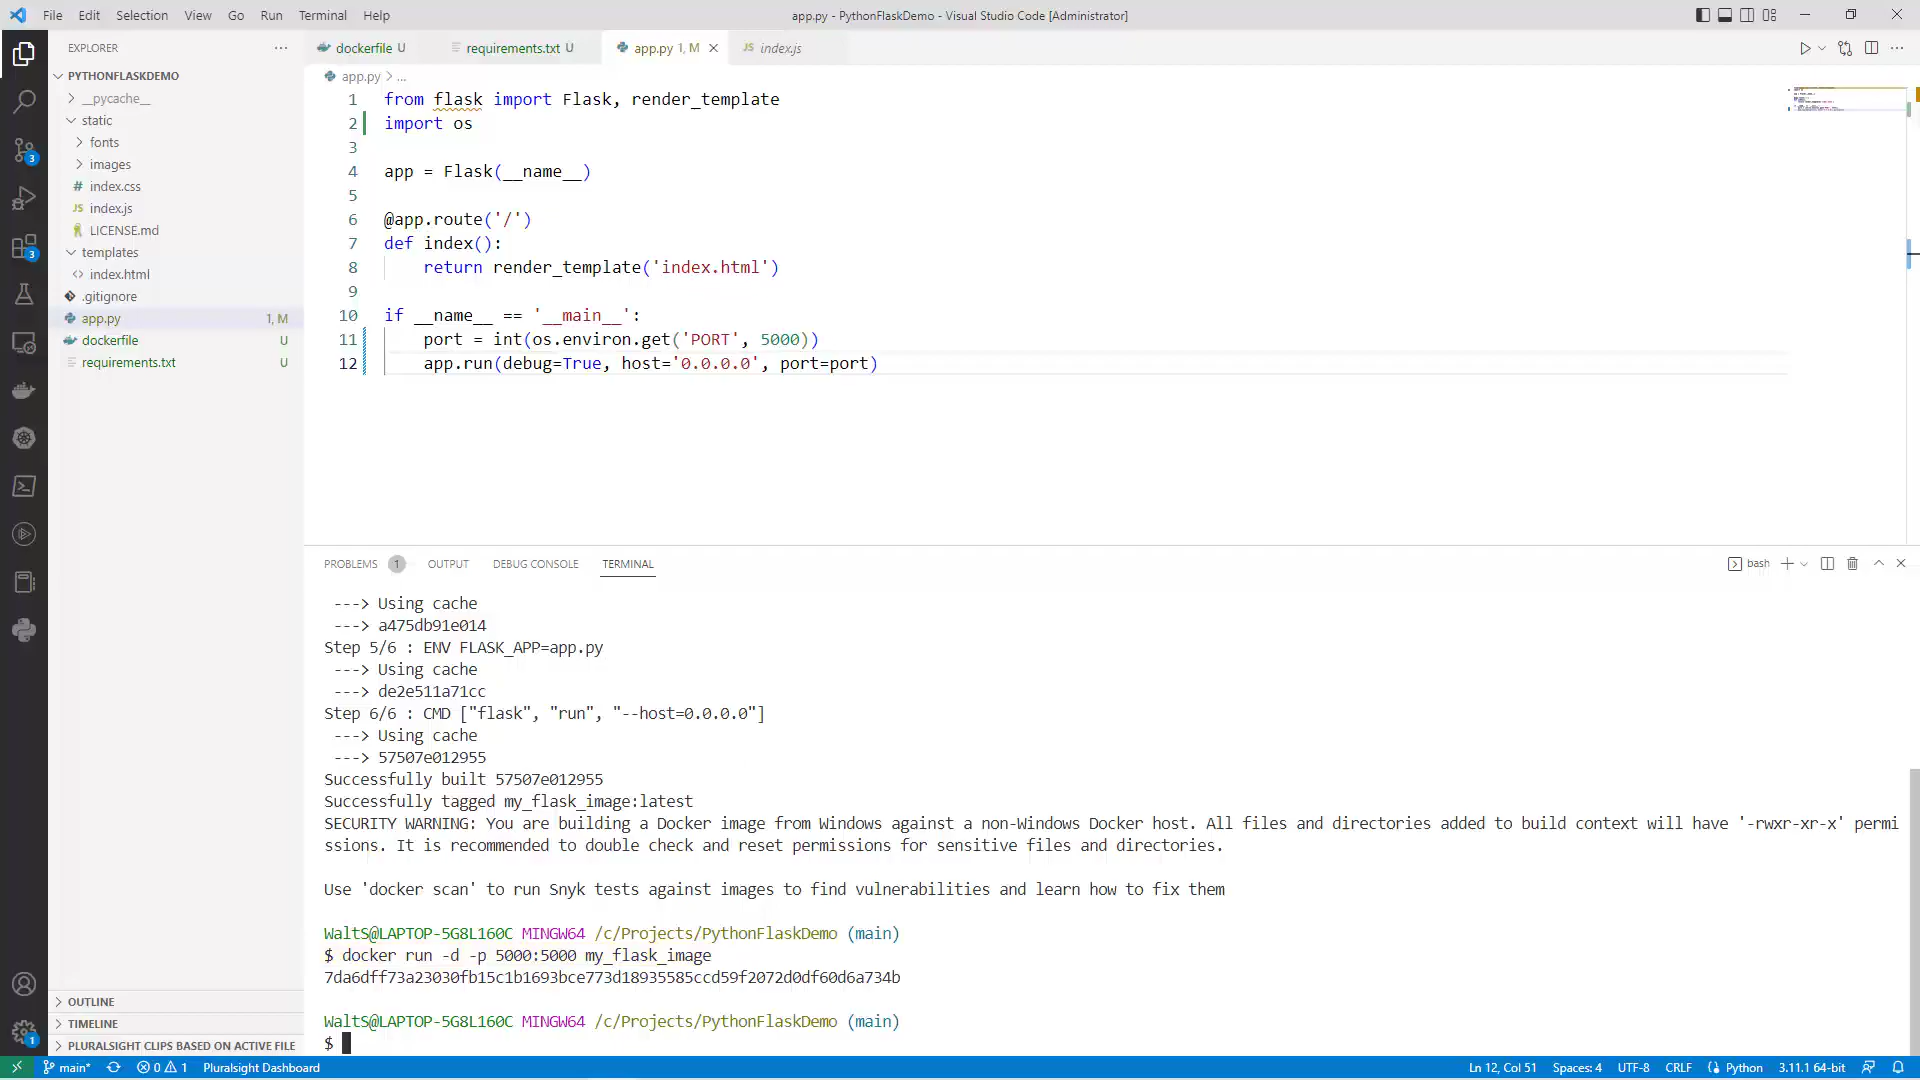 File Edit Selection View Go Run Terminal Help
app.py - PythonFlaskDemo - Visual Studio Code [Administrator]
EXPLORER
PYTHONFLASKDEMO
__pycache__
static
fonts
images
# index.css
JS index.js
LICENSE.md
templates
<> index.html
.gitignore
app.py 1, M
dockerfile U
requirements.txt U
OUTLINE
TIMELINE
PLURALSIGHT CLIPS BASED ON ACTIVE FILE
3
3
1
dockerfile U
requirements.txt U
app.py 1, M
JS index.js
app.py > ...
1 from flask import Flask, render_template
2 import os
3
4 app = Flask(__name__)
5
6 @app.route('/')
7 def index():
8 return render_template('index.html')
9
10 if __name__ == '__main__':
11 port = int(os.environ.get('PORT', 5000))
12 app.run(debug=True, host='0.0.0.0', port=port)
PROBLEMS 1 OUTPUT DEBUG CONSOLE TERMINAL
bash
---> Using cache
---> a475db91e014
Step 5/6 : ENV FLASK_APP=app.py
---> Using cache
---> de2e511a71cc
Step 6/6 : CMD ["flask", "run", "--host=0.0.0.0"]
---> Using cache
---> 57507e012955
Successfully built 57507e012955
Successfully tagged my_flask_image:latest
SECURITY WARNING: You are building a Docker image from Windows against a non-Windows Docker host. All files and directories added to build context will have '-rwxr-xr-x' permi
ssions. It is recommended to double check and reset permissions for sensitive files and directories.
Use 'docker scan' to run Snyk tests against images to find vulnerabilities and learn how to fix them
WaltS@LAPTOP-5G8L160C MINGW64 /c/Projects/PythonFlaskDemo (main)
$ docker run -d -p 5000:5000 my_flask_image
7da6dff73a23030fb15c1b1693bce773d18935585ccd59f2072d0df60d6a734b
WaltS@LAPTOP-5G8L160C MINGW64 /c/Projects/PythonFlaskDemo (main)
$
main* 0 1 Pluralsight Dashboard
Ln 12, Col 51 Spaces: 4 UTF-8 CRLF Python 3.11.1 64-bit